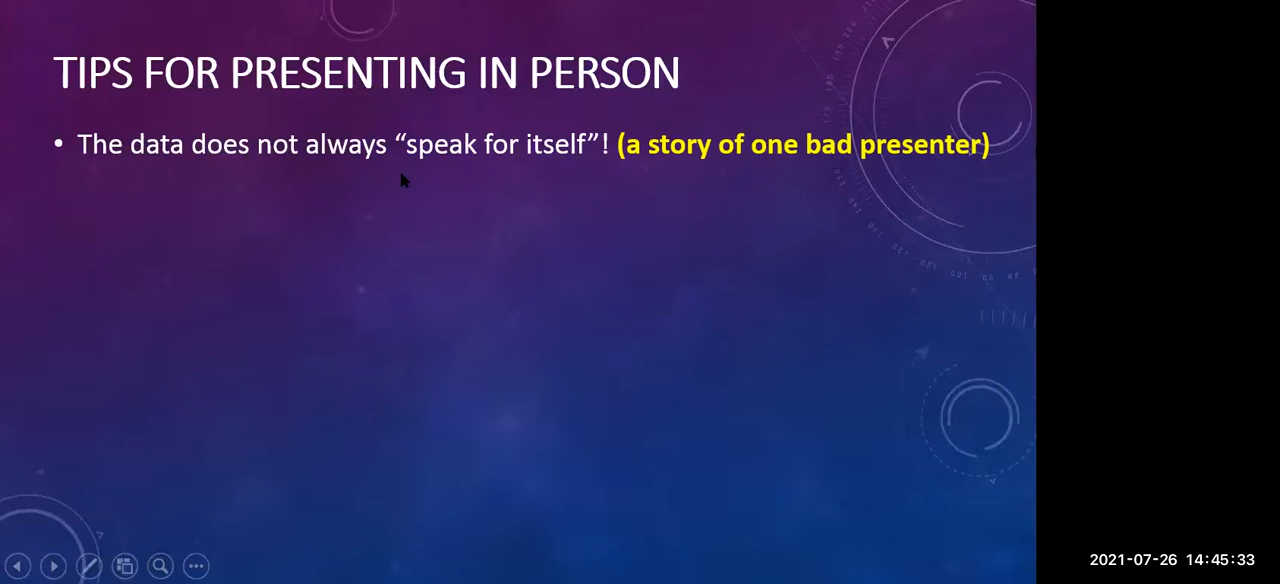 TIPS FOR PRESENTING IN PERSON
• The data does not always “speak for itself”! (a story of one bad presenter)
2021-07-26 14:45:33